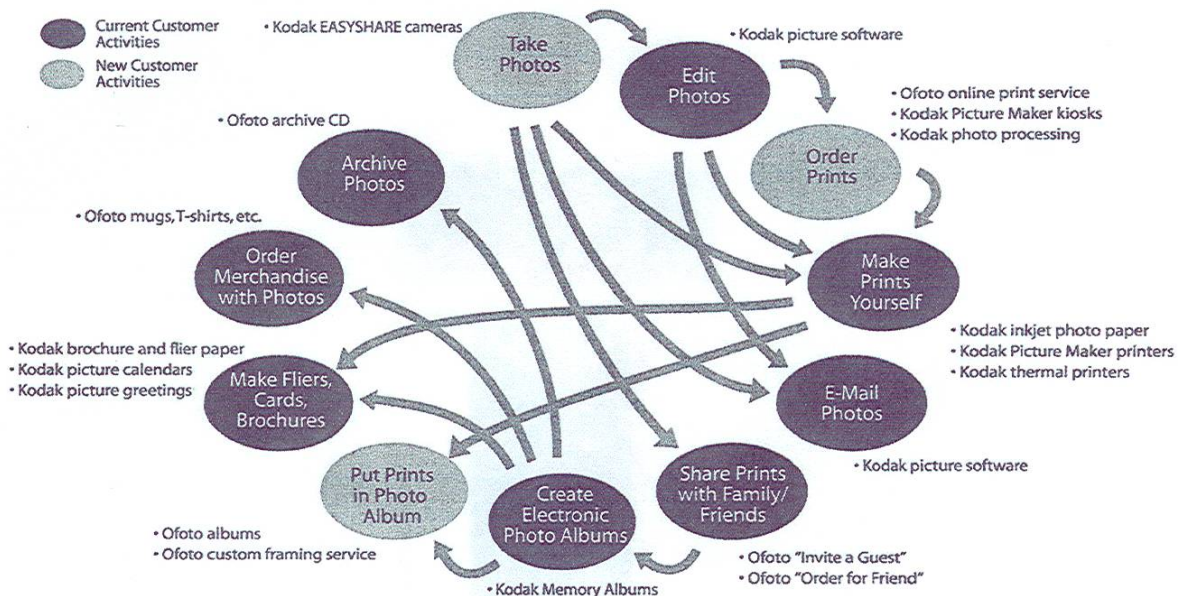 Current Customer
Activities
New Customer
Activities
• Kodak EASYSHARE cameras
Take
Photos
• Kodak picture software
Edit
Photos
• Ofoto online print service
• Kodak Picture Maker kiosks
• Kodak photo processing
Order
Prints
• Ofoto archive CD
Archive
Photos
• Ofoto mugs, T-shirts, etc.
Order
Merchandise
with Photos
Make
Prints
Yourself
• Kodak inkjet photo paper
• Kodak Picture Maker printers
• Kodak thermal printers
• Kodak brochure and flier paper
• Kodak picture calendars
• Kodak picture greetings
Make Fliers,
Cards,
Brochures
E-Mail
Photos
• Kodak picture software
Put Prints
in Photo
Album
• Ofoto albums
• Ofoto custom framing service
Create
Electronic
Photo Albums
• Kodak Memory Albums
Share Prints
with Family/
Friends
• Ofoto "Invite a Guest"
• Ofoto "Order for Friend"